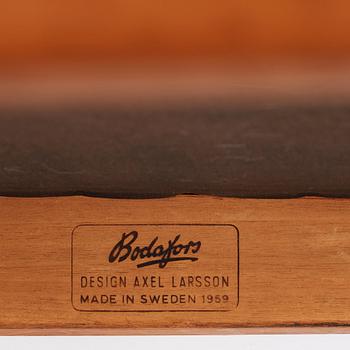 Bodafors
DESIGN AXEL LARSSON
MADE IN SWEDEN 1959